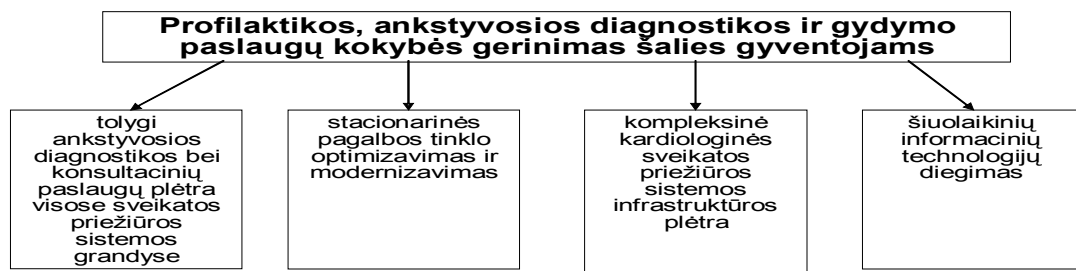 Profilaktikos, ankstyvosios diagnostikos ir gydymo
paslaugų kokybės gerinimas šalies gyventojams
tolygi
ankstyvosios
diagnostikos bei
konsultacinių
paslaugų plėtra
visose sveikatos
priežiūros
sistemos
grandyse
stacionarinės
pagalbos tinklo
optimizavimas ir
modernizavimas
kompleksinė
kardiologinės
sveikatos
priežiūros
sistemos
infrastruktūros
plėtra
šiuolaikinių
informacinių
technologijų
diegimas